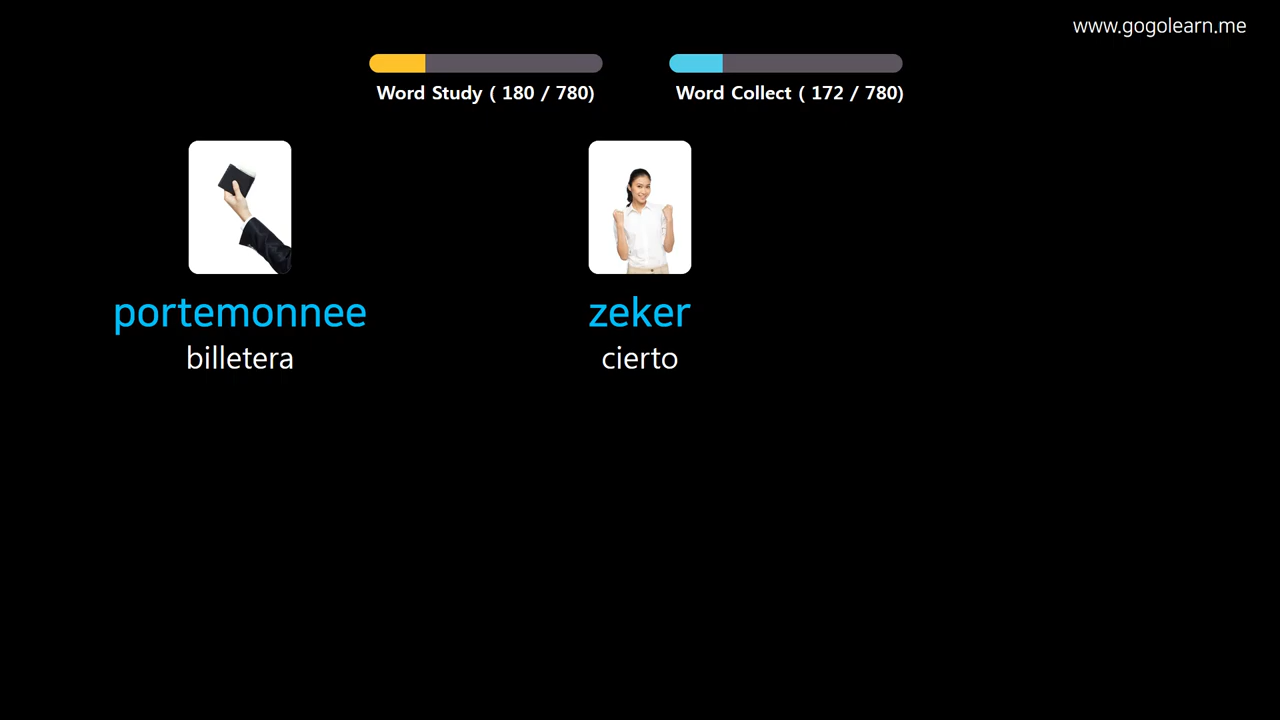 www.gogolearn.me
Word Study ( 180 / 780)
Word Collect ( 172 / 780)
portemonnee
billetera
zeker
cierto